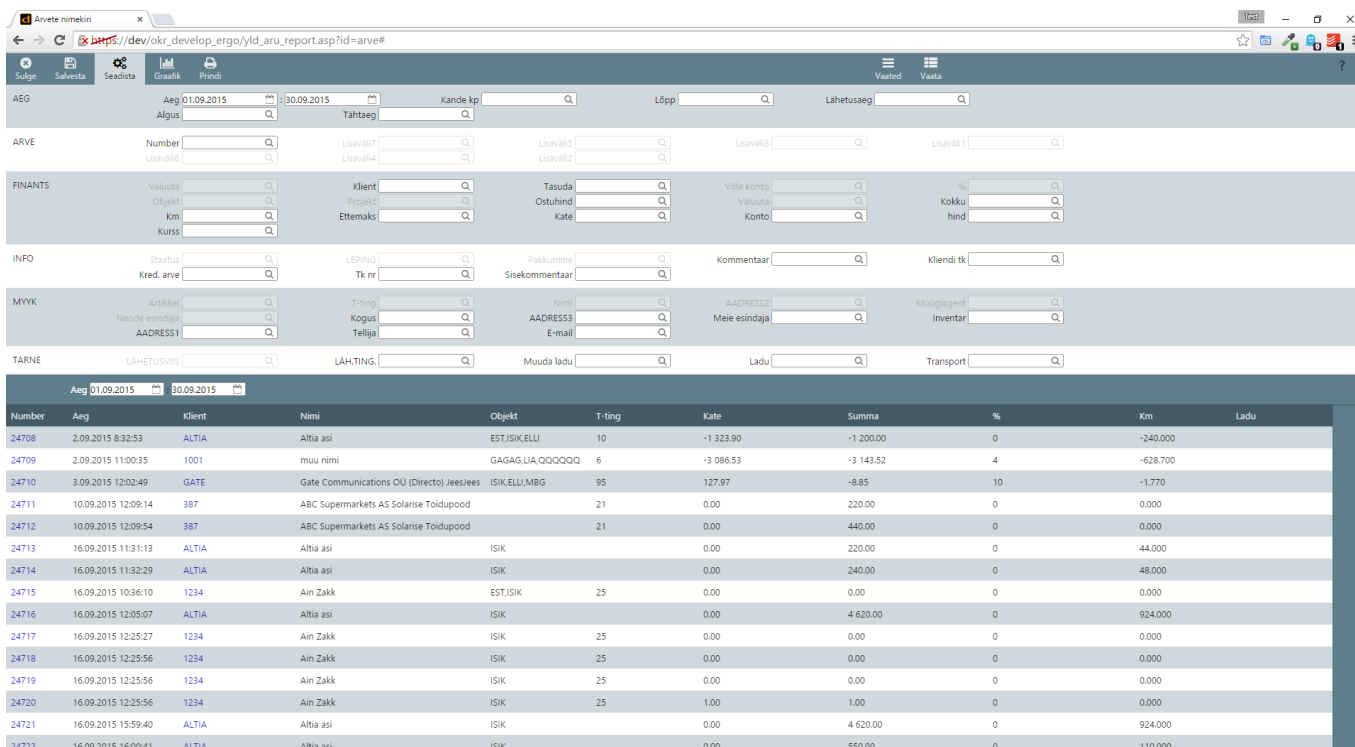 Arvete nimekiri
Test
https://dev/okr_develop_ergo/yld_aru_report.asp?id=arve#
Sulge Salvesta Seadista Graafik Prindi Vaated Vaata ?
AEG Aeg 01.09.2015 : 30.09.2015 Kande kp Lõpp Lähetusaeg
Algus Tähtaeg
ARVE Number Lisaväli7 Lisaväli5 Lisaväli3 Lisaväli1
Lisaväli6 Lisaväli4 Lisaväli2
FINANTS Valuuta Klient Tasuda Võla konto %
Objekt Projekt Ostuhind Valuuta Kokku
Km Ettemaks Kate Konto hind
Kurss
INFO Staatus LEPING Pakkumine Kommentaar Kliendi tk
Kred. arve Tk nr Sisekommentaar
MYYK Artikkel T-ting Nimi AADRESS2 Müügiagent
Nende esindaja Kogus AADRESS3 Meie esindaja Inventar
AADRESS1 Tellija E-mail
TARNE LÄHETUSVIIS LÄH.TING. Muuda ladu Ladu Transport
Aeg 01.09.2015 : 30.09.2015
Number Aeg Klient Nimi Objekt T-ting Kate Summa % Km Ladu
24708 2.09.2015 8:32:53 ALTIA Altia asi EST,ISIK,ELLI 10 -1 323.90 -1 200.00 0 -240.000
24709 2.09.2015 11:00:35 1001 muu nimi GAGAG,LIA,QQQQQQ 6 -3 086.53 -3 143.52 4 -628.700
24710 3.09.2015 12:02:49 GATE Gate Communications OÜ (Directo) JeesJees ISIK,ELLI,MBG 95 127.97 -8.85 10 -1.770
24711 10.09.2015 12:09:14 387 ABC Supermarkets AS Solarise Toidupood 21 0.00 220.00 0 0.000
24712 10.09.2015 12:09:54 387 ABC Supermarkets AS Solarise Toidupood 21 0.00 440.00 0 0.000
24713 16.09.2015 11:31:13 ALTIA Altia asi ISIK 0.00 220.00 0 44.000
24714 16.09.2015 11:32:29 ALTIA Altia asi ISIK 0.00 240.00 0 48.000
24715 16.09.2015 10:36:10 1234 Ain Zakk EST,ISIK 25 0.00 0.00 0 0.000
24716 16.09.2015 12:05:07 ALTIA Altia asi ISIK 0.00 4 620.00 0 924.000
24717 16.09.2015 12:25:27 1234 Ain Zakk ISIK 25 0.00 0.00 0 0.000
24718 16.09.2015 12:25:56 1234 Ain Zakk ISIK 25 0.00 0.00 0 0.000
24719 16.09.2015 12:25:56 1234 Ain Zakk ISIK 25 0.00 0.00 0 0.000
24720 16.09.2015 12:25:56 1234 Ain Zakk ISIK 25 1.00 1.00 0 0.000
24721 16.09.2015 15:59:40 ALTIA Altia asi ISIK 0.00 4 620.00 0 924.000
24722 16.09.2015 16:00:41 ALTIA Altia asi ISIK 0.00 550.00 0 110.000